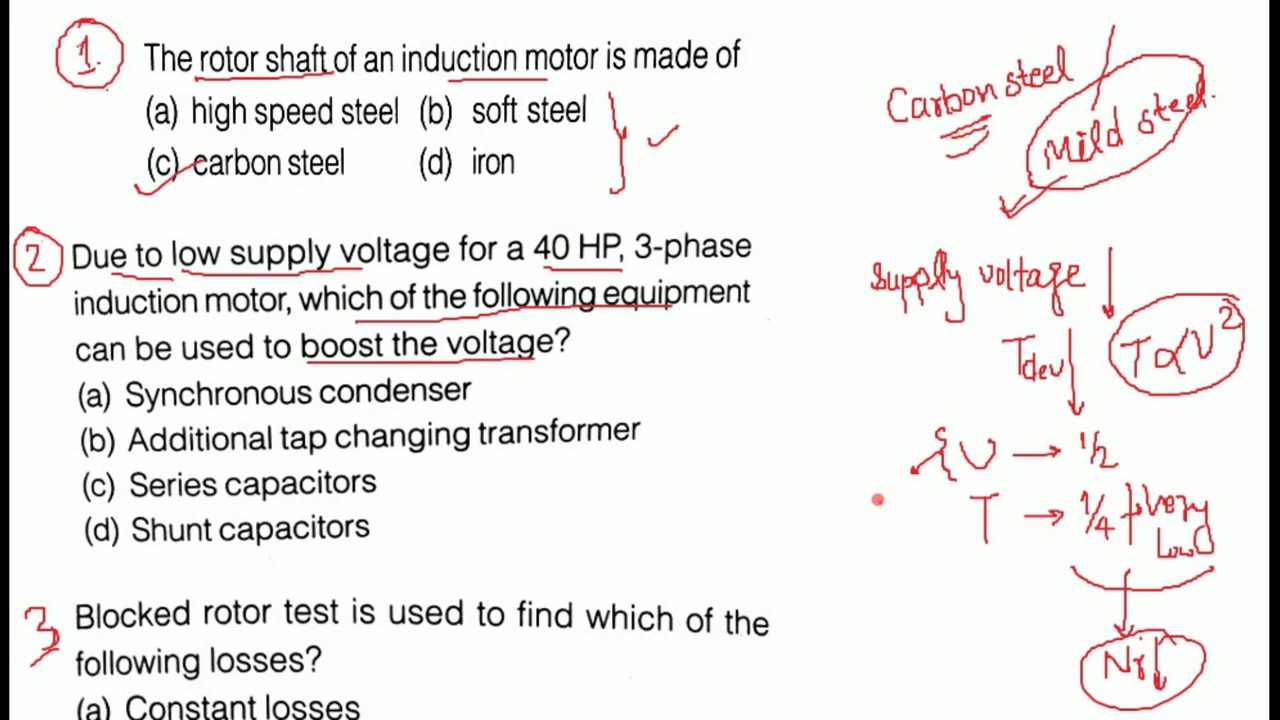 1. The rotor shaft of an induction motor is made of
(a) high speed steel (b) soft steel
(c) carbon steel (d) iron
Carbon steel
Mild steel.
2 Due to low supply voltage for a 40 HP, 3-phase
induction motor, which of the following equipment
can be used to boost the voltage?
(a) Synchronous condenser
(b) Additional tap changing transformer
(c) Series capacitors
(d) Shunt capacitors
Supply voltage ↓
Tdev ↓
T∝V²
V → 1/2
T → 1/4 Very
Low
Nr↓
3 Blocked rotor test is used to find which of the
following losses?
(a) Constant losses